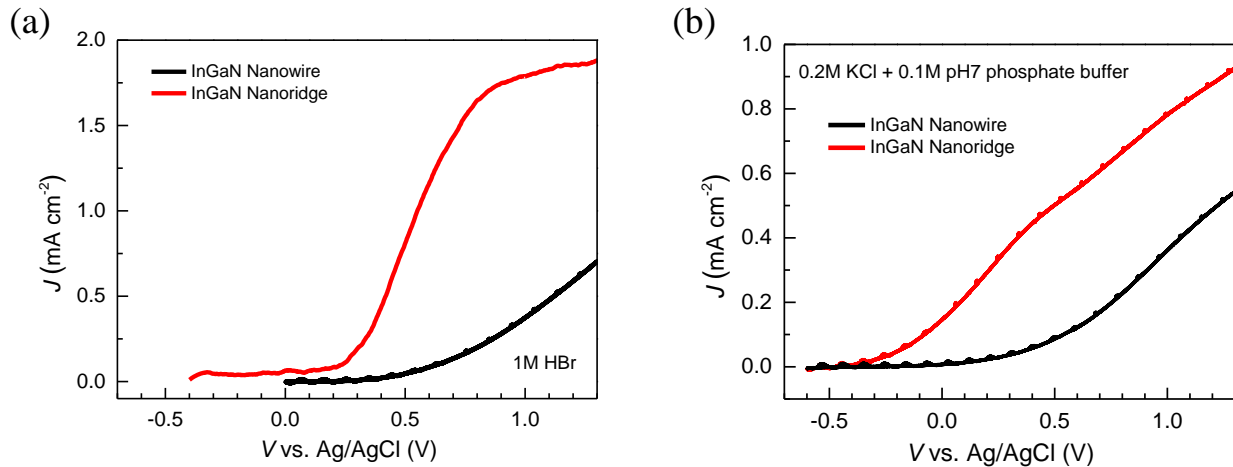 (a)
2.0
1.5
1.0
0.5
0.0
J (mA cm⁻²)
InGaN Nanowire
InGaN Nanoridge
1M HBr
-0.5 0.0 0.5 1.0
V vs. Ag/AgCl (V)
(b)
1.0
0.8
0.6
0.4
0.2
0.0
J (mA cm⁻²)
0.2M KCl + 0.1M pH7 phosphate buffer
InGaN Nanowire
InGaN Nanoridge
-0.5 0.0 0.5 1.0
V vs. Ag/AgCl (V)